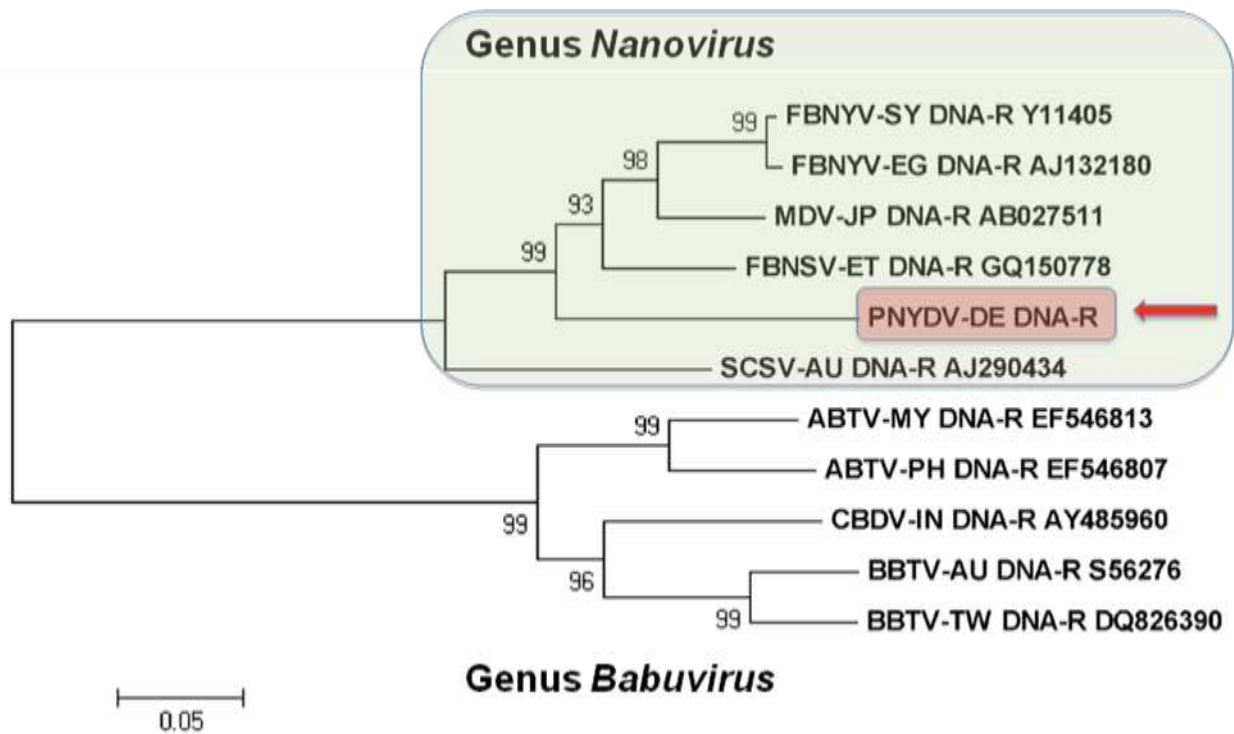 Genus Nanovirus
99
FBNYV-SY DNA-R Y11405
FBNYV-EG DNA-R AJ132180
98
MDV-JP DNA-R AB027511
93
FBNSV-ET DNA-R GQ150778
99
PNYDV-DE DNA-R
SCSV-AU DNA-R AJ290434
99
ABTV-MY DNA-R EF546813
ABTV-PH DNA-R EF546807
99
CBDV-IN DNA-R AY485960
96
BBTV-AU DNA-R S56276
99
BBTV-TW DNA-R DQ826390
Genus Babuvirus
0.05